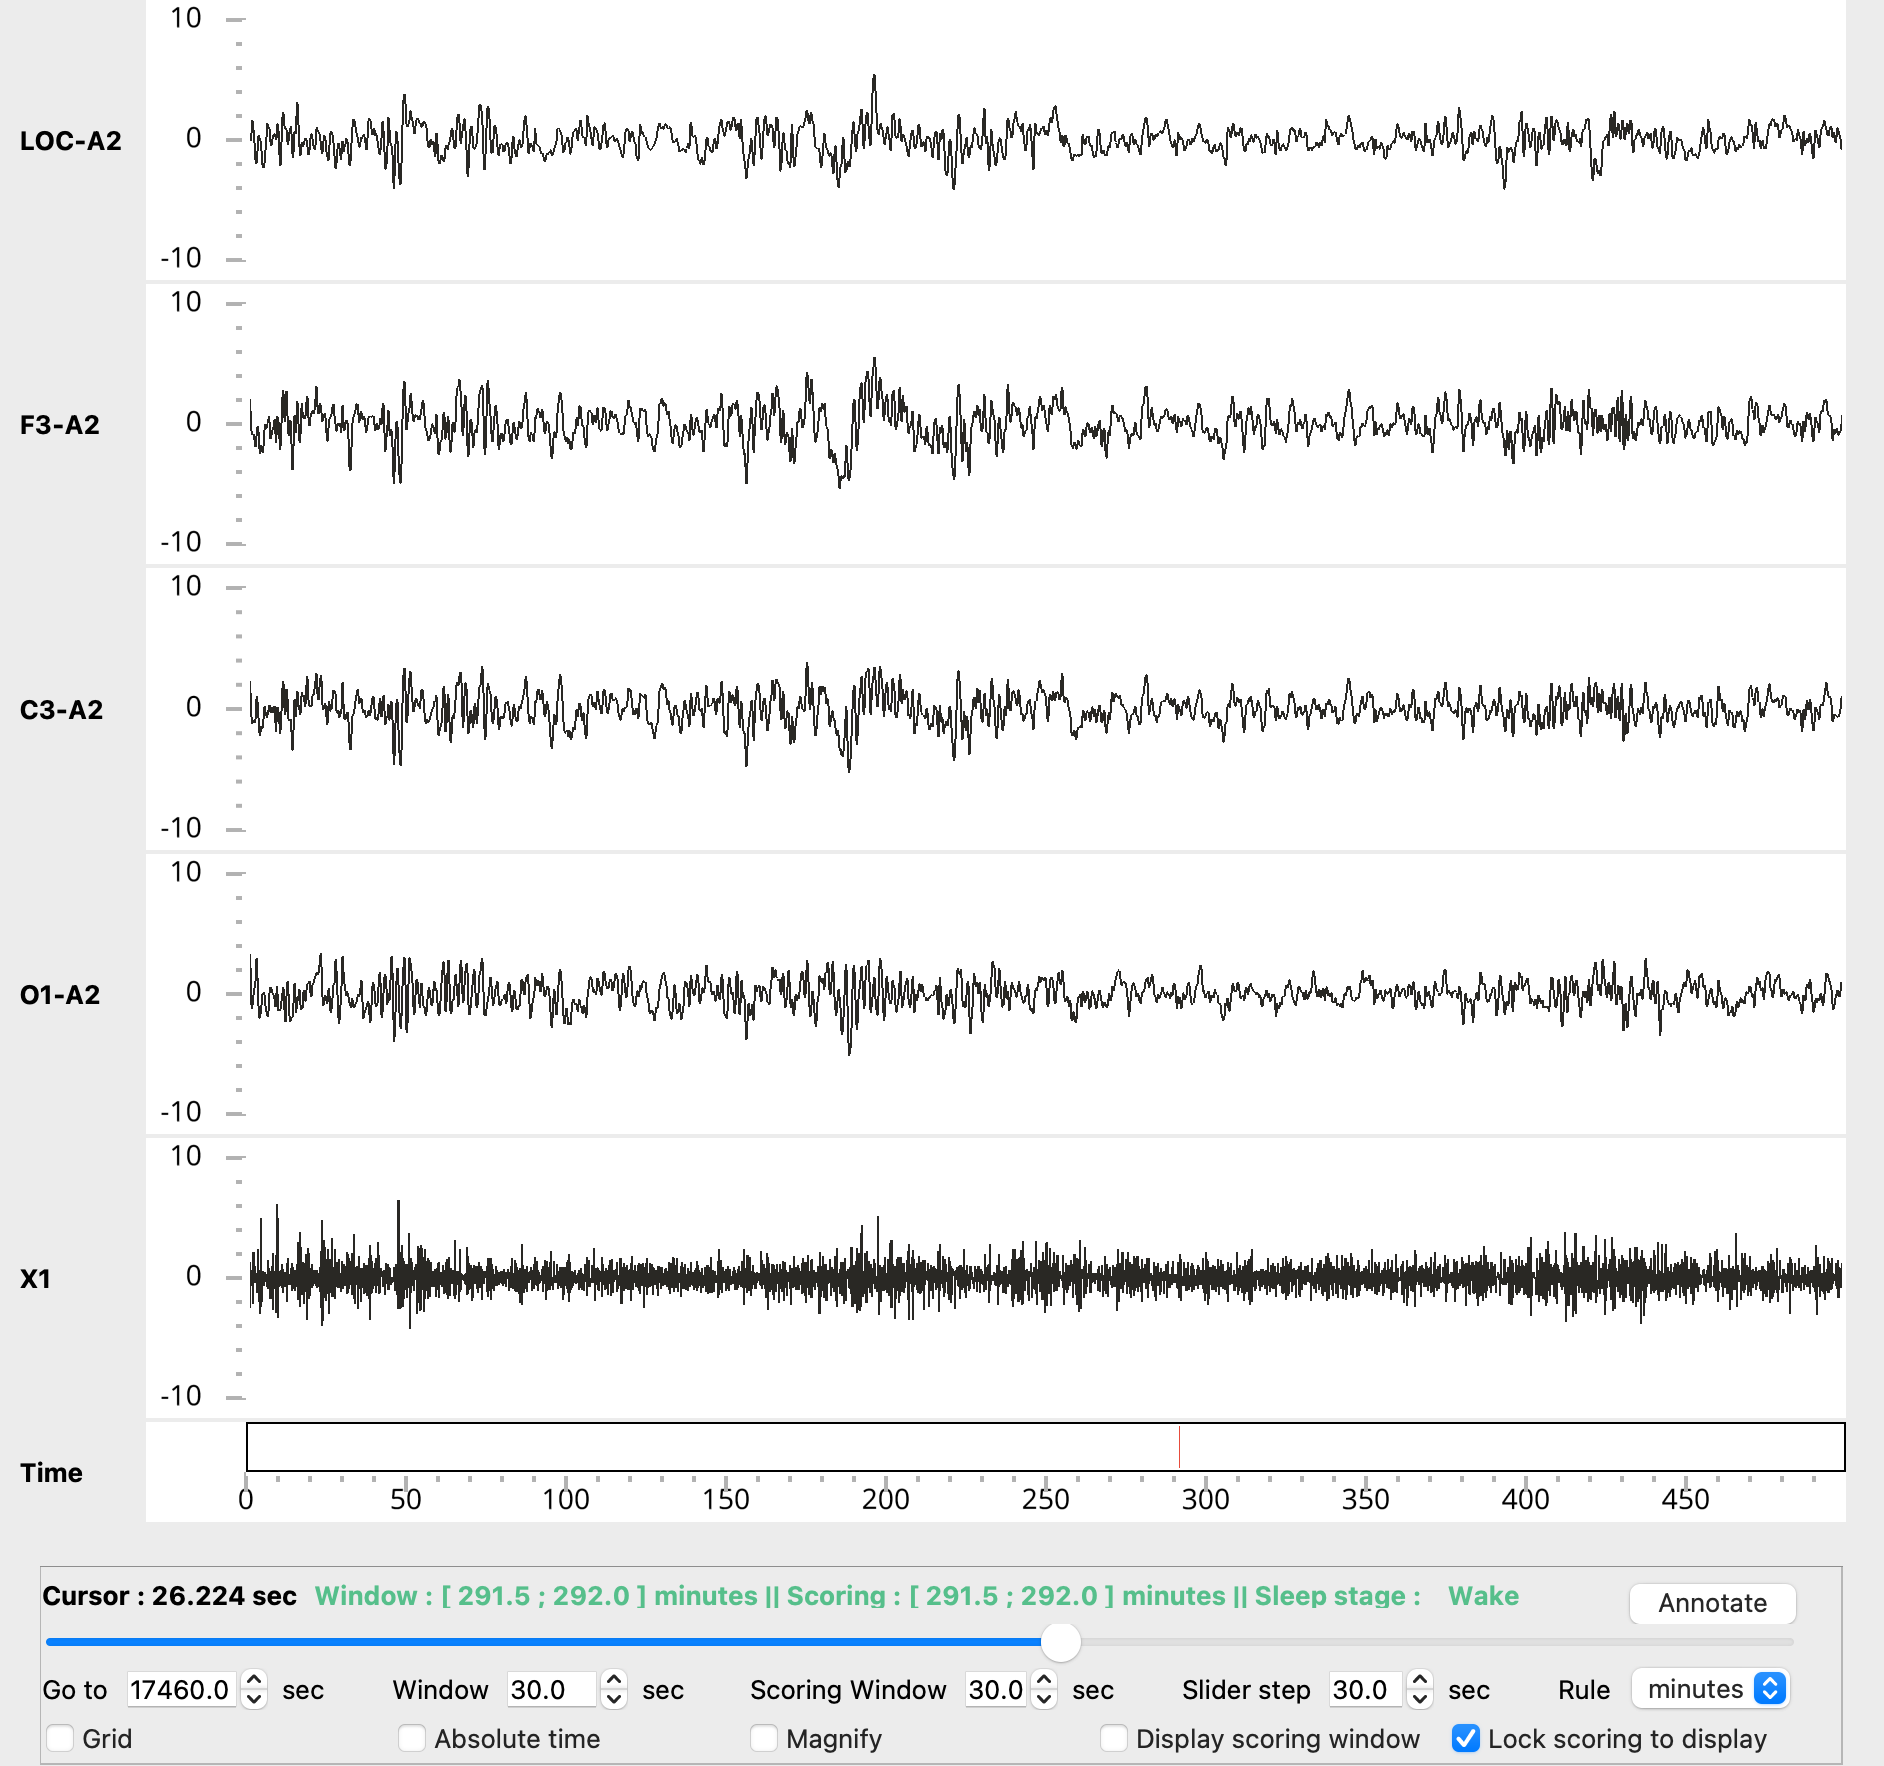 10
LOC-A2
0
-10
10
F3-A2
0
-10
10
C3-A2
0
-10
10
O1-A2
0
-10
10
X1
0
-10
Time
0 50 100 150 200 250 300 350 400 450
Cursor : 26.224 sec Window : [ 291.5 ; 292.0 ] minutes || Scoring : [ 291.5 ; 292.0 ] minutes || Sleep stage : Wake Annotate
Go to 17460.0 sec Window 30.0 sec Scoring Window 30.0 sec Slider step 30.0 sec Rule minutes
Grid Absolute time Magnify Display scoring window Lock scoring to display